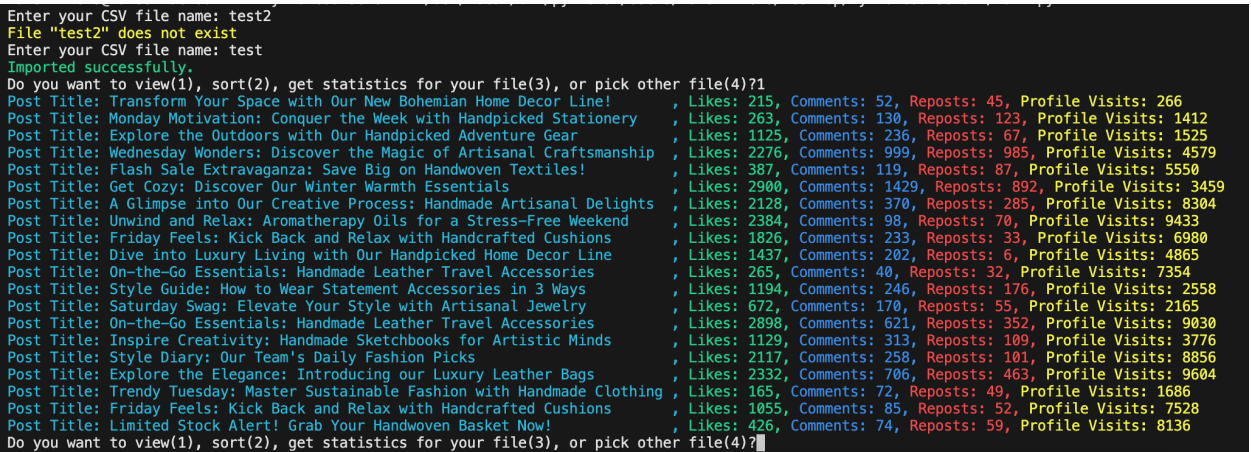 Enter your CSV file name: test2
File "test2" does not exist
Enter your CSV file name: test
Imported successfully.
Do you want to view(1), sort(2), get statistics for your file(3), or pick other file(4)?1
Post Title: Transform Your Space with Our New Bohemian Home Decor Line! , Likes: 215, Comments: 52, Reposts: 45, Profile Visits: 266
Post Title: Monday Motivation: Conquer the Week with Handpicked Stationery , Likes: 263, Comments: 130, Reposts: 123, Profile Visits: 1412
Post Title: Explore the Outdoors with Our Handpicked Adventure Gear , Likes: 1125, Comments: 236, Reposts: 67, Profile Visits: 1525
Post Title: Wednesday Wonders: Discover the Magic of Artisanal Craftsmanship , Likes: 2276, Comments: 999, Reposts: 985, Profile Visits: 4579
Post Title: Flash Sale Extravaganza: Save Big on Handwoven Textiles! , Likes: 387, Comments: 119, Reposts: 87, Profile Visits: 5550
Post Title: Get Cozy: Discover Our Winter Warmth Essentials , Likes: 2900, Comments: 1429, Reposts: 892, Profile Visits: 3459
Post Title: A Glimpse into Our Creative Process: Handmade Artisanal Delights , Likes: 2128, Comments: 370, Reposts: 285, Profile Visits: 8304
Post Title: Unwind and Relax: Aromatherapy Oils for a Stress-Free Weekend , Likes: 2384, Comments: 98, Reposts: 70, Profile Visits: 9433
Post Title: Friday Feels: Kick Back and Relax with Handcrafted Cushions , Likes: 1826, Comments: 233, Reposts: 33, Profile Visits: 6980
Post Title: Dive into Luxury Living with Our Handpicked Home Decor Line , Likes: 1437, Comments: 202, Reposts: 6, Profile Visits: 4865
Post Title: On-the-Go Essentials: Handmade Leather Travel Accessories , Likes: 265, Comments: 40, Reposts: 32, Profile Visits: 7354
Post Title: Style Guide: How to Wear Statement Accessories in 3 Ways , Likes: 1194, Comments: 246, Reposts: 176, Profile Visits: 2558
Post Title: Saturday Swag: Elevate Your Style with Artisanal Jewelry , Likes: 672, Comments: 170, Reposts: 55, Profile Visits: 2165
Post Title: On-the-Go Essentials: Handmade Leather Travel Accessories , Likes: 2898, Comments: 621, Reposts: 352, Profile Visits: 9030
Post Title: Inspire Creativity: Handmade Sketchbooks for Artistic Minds , Likes: 1129, Comments: 313, Reposts: 109, Profile Visits: 3776
Post Title: Style Diary: Our Team's Daily Fashion Picks , Likes: 2117, Comments: 258, Reposts: 101, Profile Visits: 8856
Post Title: Explore the Elegance: Introducing our Luxury Leather Bags , Likes: 2332, Comments: 706, Reposts: 463, Profile Visits: 9604
Post Title: Trendy Tuesday: Master Sustainable Fashion with Handmade Clothing , Likes: 165, Comments: 72, Reposts: 49, Profile Visits: 1686
Post Title: Friday Feels: Kick Back and Relax with Handcrafted Cushions , Likes: 1055, Comments: 85, Reposts: 52, Profile Visits: 7528
Post Title: Limited Stock Alert! Grab Your Handwoven Basket Now! , Likes: 426, Comments: 74, Reposts: 59, Profile Visits: 8136
Do you want to view(1), sort(2), get statistics for your file(3), or pick other file(4)?